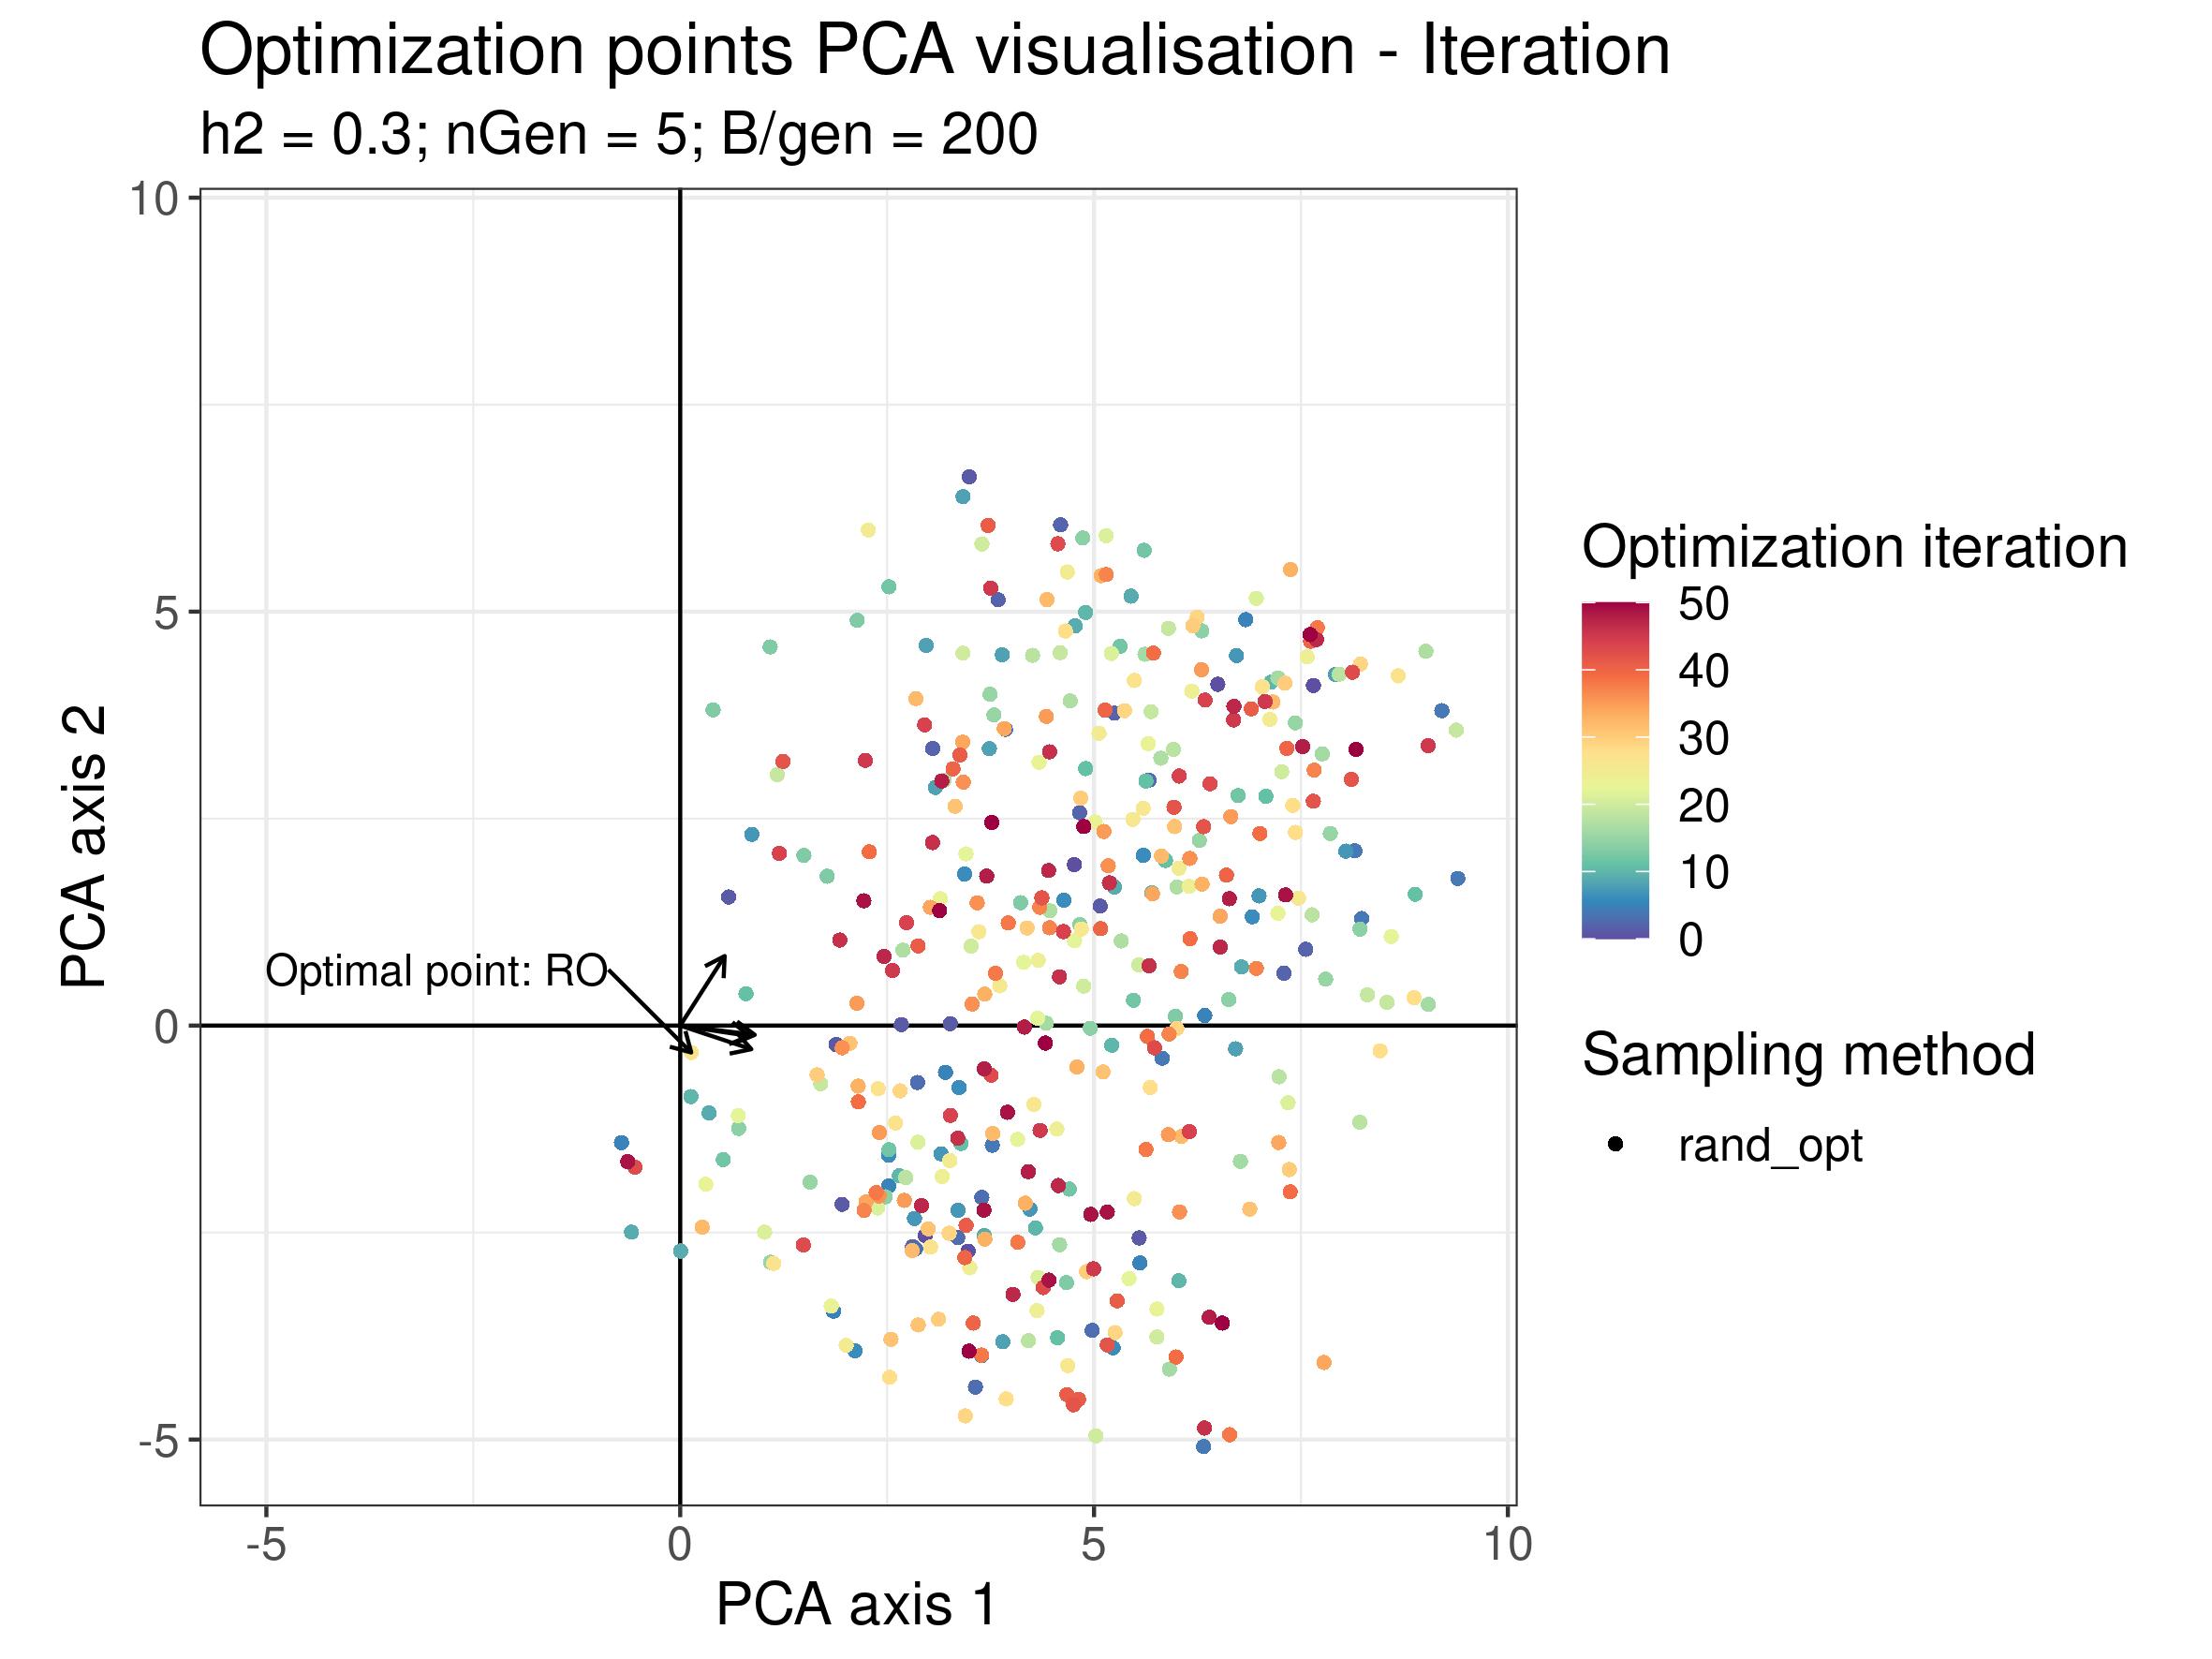 Optimization points PCA visualisation - Iteration
h2 = 0.3; nGen = 5; B/gen = 200
10
5
0
-5
PCA axis 2
Optimal point: RO
-5
0
5
10
PCA axis 1
Optimization iteration
50
40
30
20
10
0
Sampling method
rand_opt